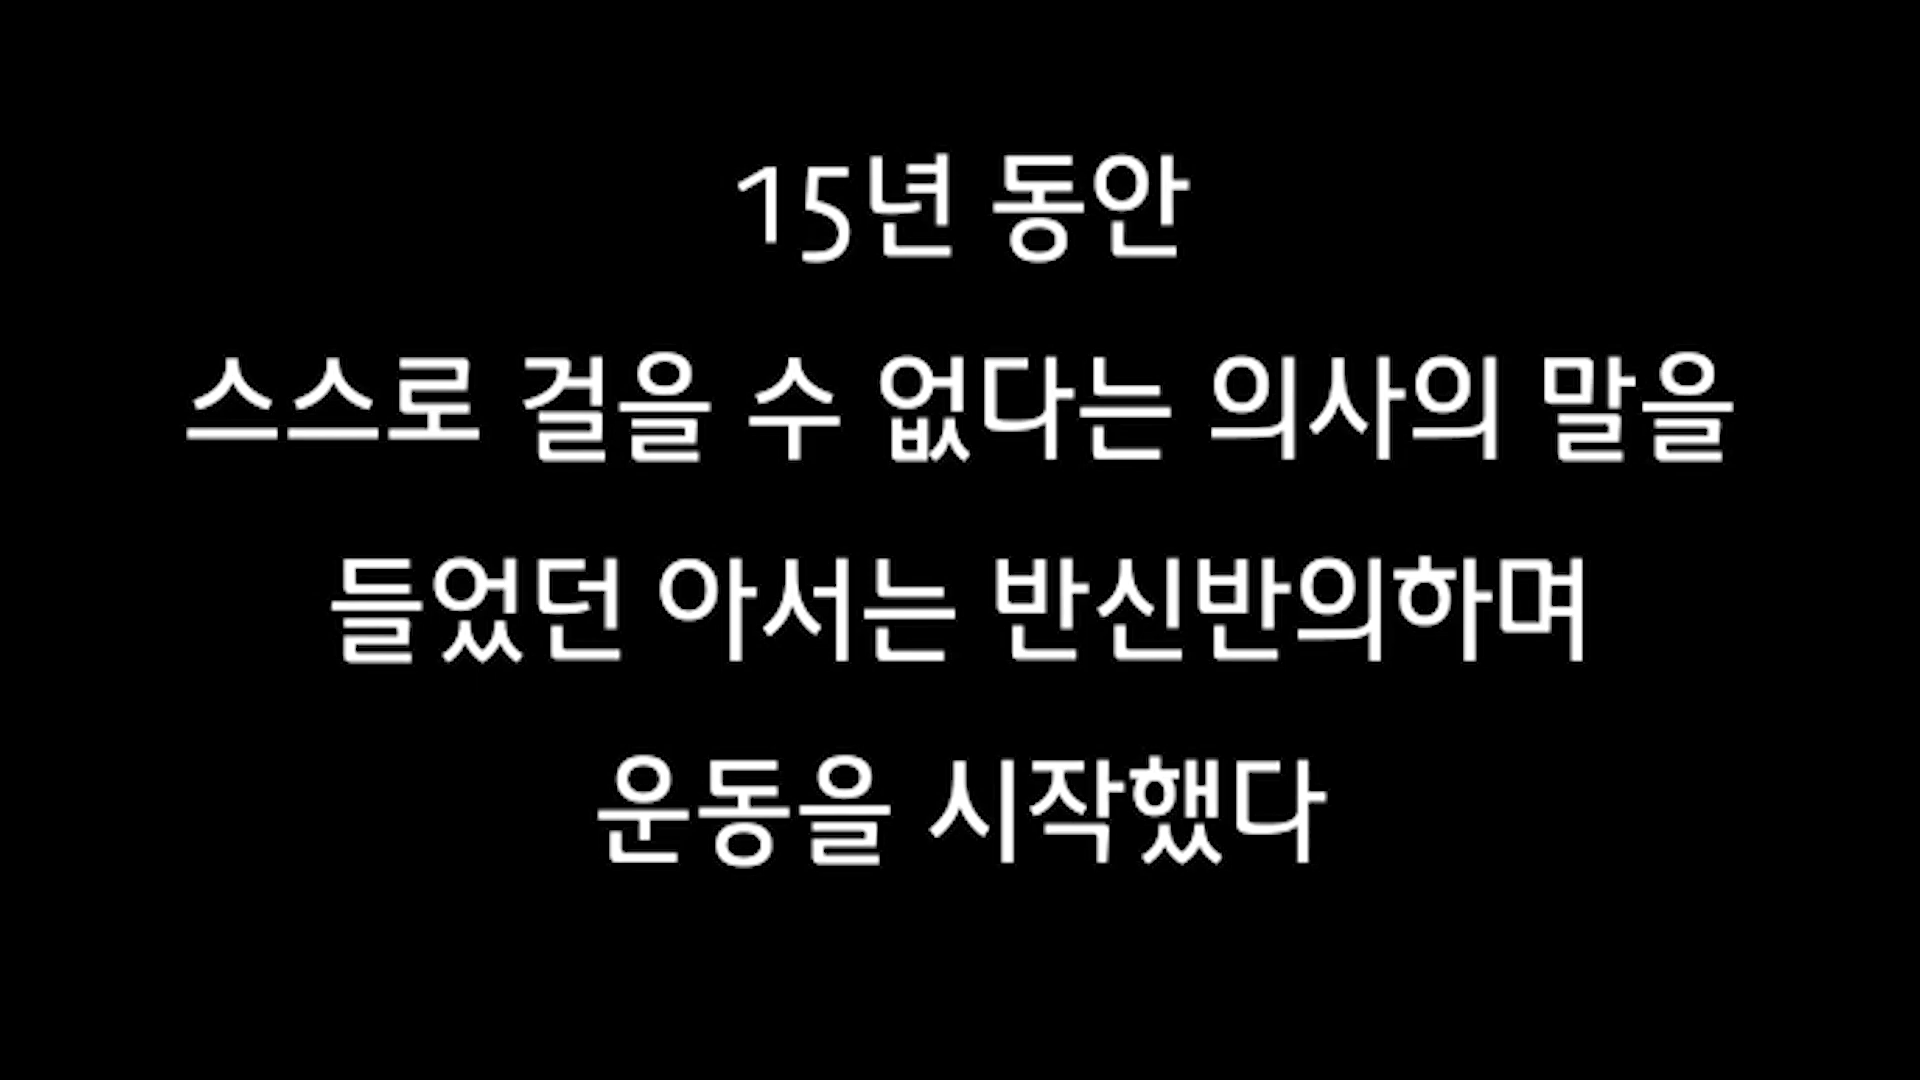 15년 동안
스스로 걸을 수 없다는 의사의 말을
들었던 아서는 반신반의하며
운동을 시작했다